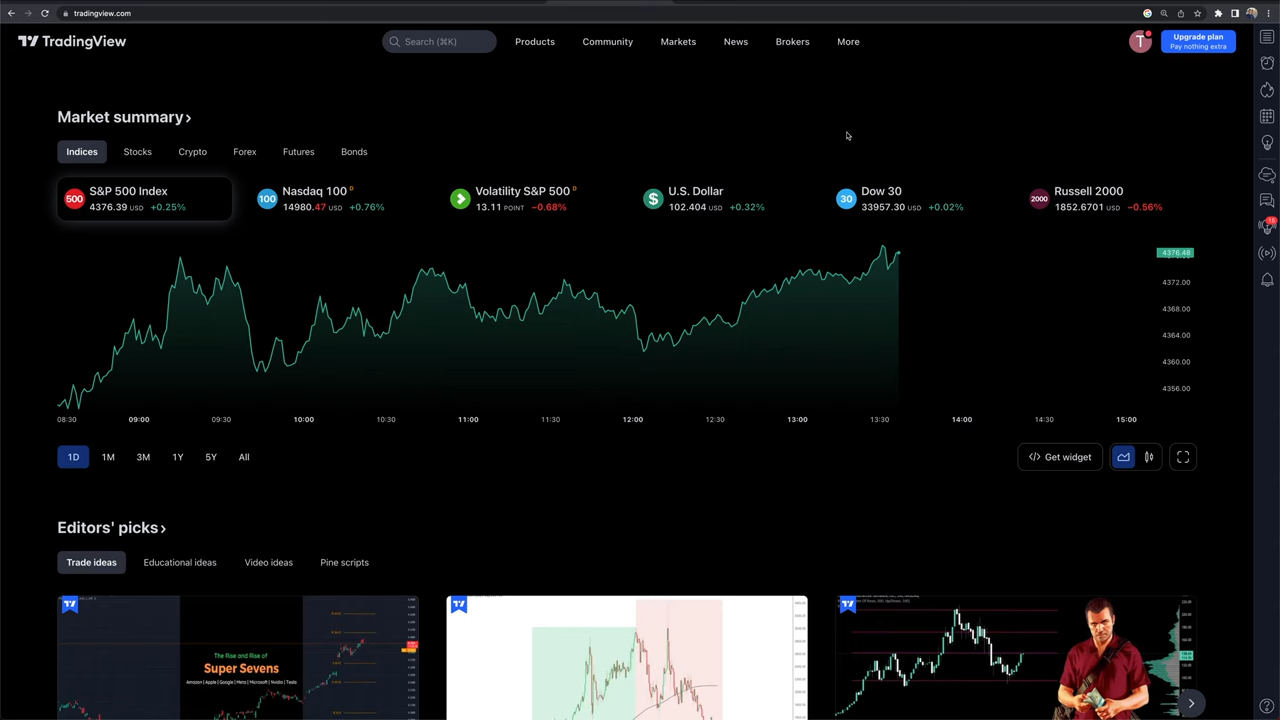 tradingview.com
TradingView
Search (⌘K)
Products
Community
Markets
News
Brokers
More
T
Upgrade plan
Pay nothing extra
Market summary›
Indices
Stocks
Crypto
Forex
Futures
Bonds
500
S&P 500 Index
4376.39 USD +0.25%
100
Nasdaq 100 D
14980.47 USD +0.76%
Volatility S&P 500 D
13.11 POINT −0.68%
$
U.S. Dollar
102.404 USD +0.32%
30
Dow 30
33957.30 USD +0.02%
2000
Russell 2000
1852.6701 USD −0.56%
4376.48
4372.00
4368.00
4364.00
4360.00
4356.00
08:30 09:00 09:30 10:00 10:30 11:00 11:30 12:00 12:30 13:00 13:30 14:00 14:30 15:00
1D
1M
3M
1Y
5Y
All
Get widget
Editors' picks›
Trade ideas
Educational ideas
Video ideas
Pine scripts
The Rise and Rise of
Super Sevens
Amazon | Apple | Google | Meta | Microsoft | Nvidia | Tesla